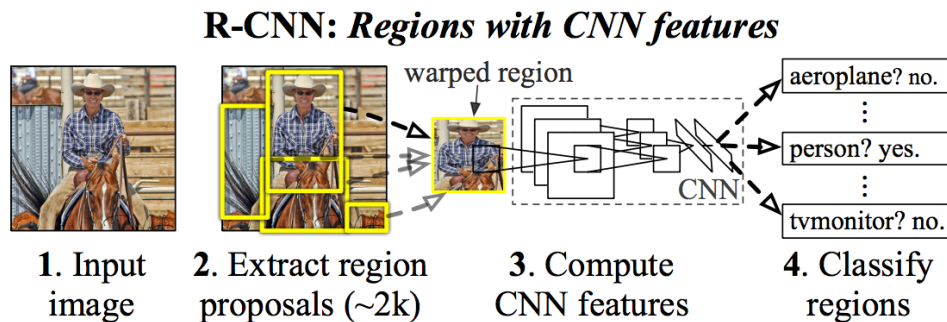 R-CNN: Regions with CNN features
warped region
aeroplane? no.
person? yes.
CNN
tvmonitor? no.
1. Input
image
2. Extract region
proposals (~2k)
3. Compute
CNN features
4. Classify
regions